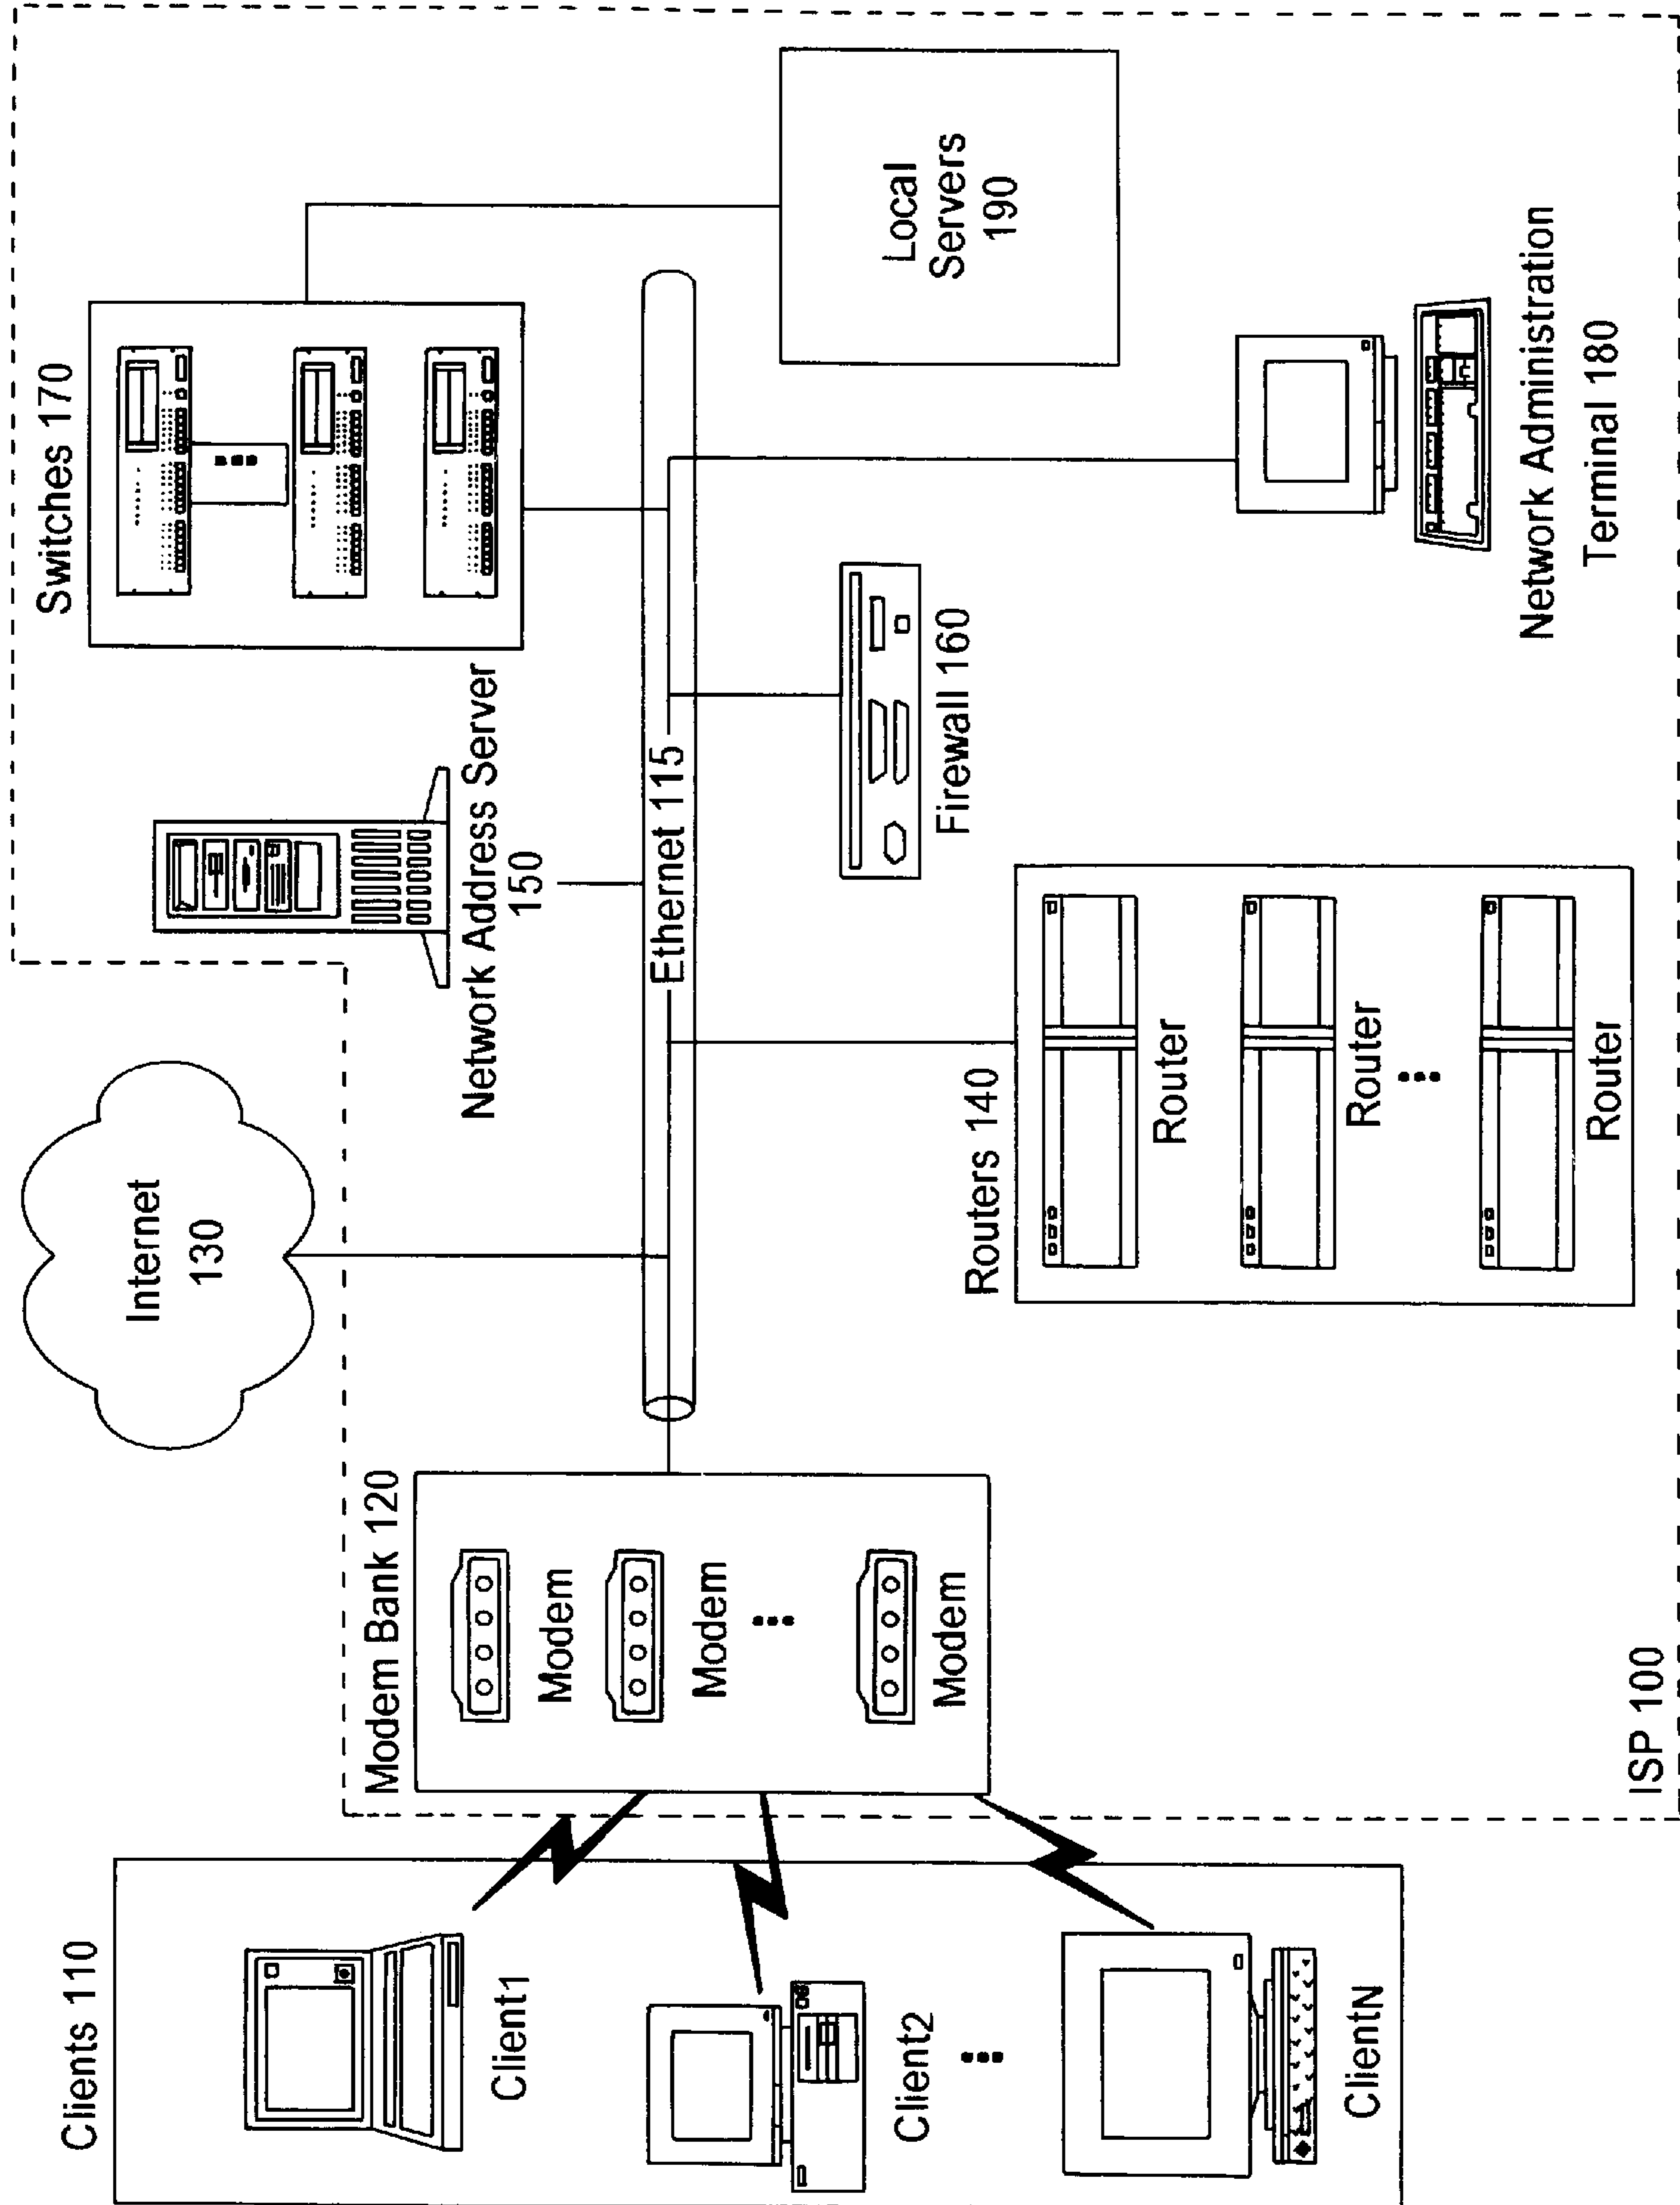 Clients 110
Client1
Client2
ClientN
Modem Bank 120
Modem
Modem
Modem
ISP 100
Internet
130
Routers 140
Router
Router
Router
Network Address Server
150
Ethernet 115
Firewall 160
Switches 170
Local
Servers
190
Network Administration
Terminal 180